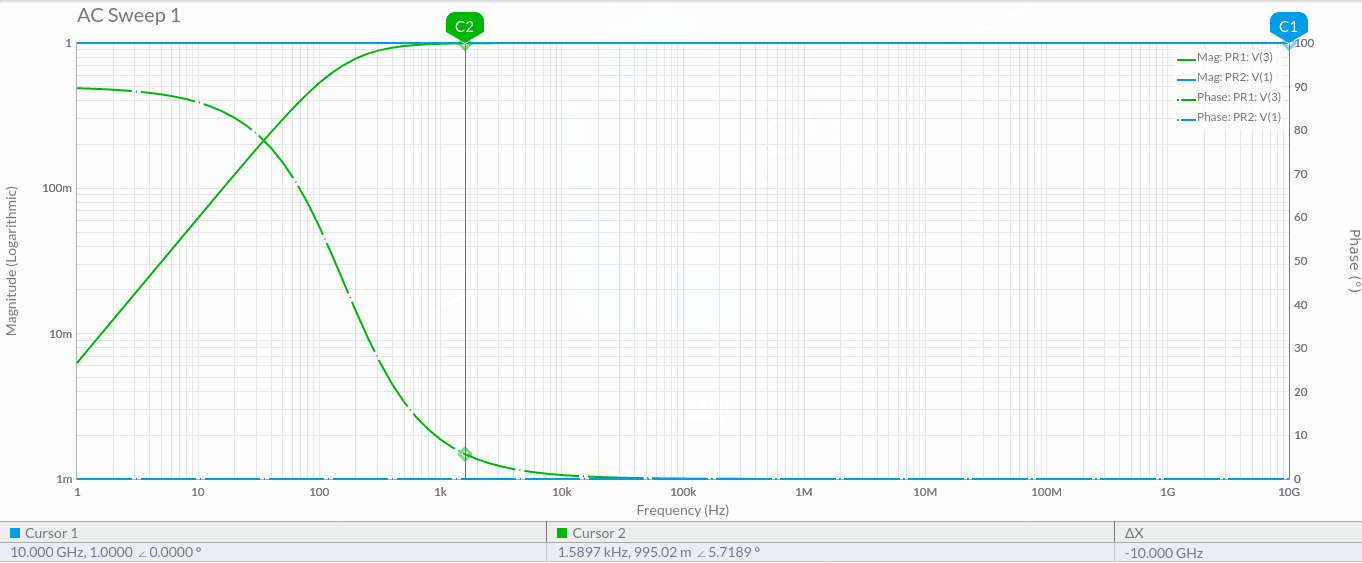 AC Sweep 1
C2
C1
1
100m
10m
1m
Magnitude (Logarithmic)
100
90
80
70
60
50
40
30
20
10
0
Phase (°)
Mag: PR1: V(3)
Mag: PR2: V(1)
Phase: PR1: V(3)
Phase: PR2: V(1)
1 10 100 1k 10k 100k 1M 10M 100M 1G 10G
Frequency (Hz)
Cursor 1 Cursor 2 ΔX
10.000 GHz, 1.0000 ∠ 0.0000 ° 1.5897 kHz, 995.02 m ∠ 5.7189 ° -10.000 GHz